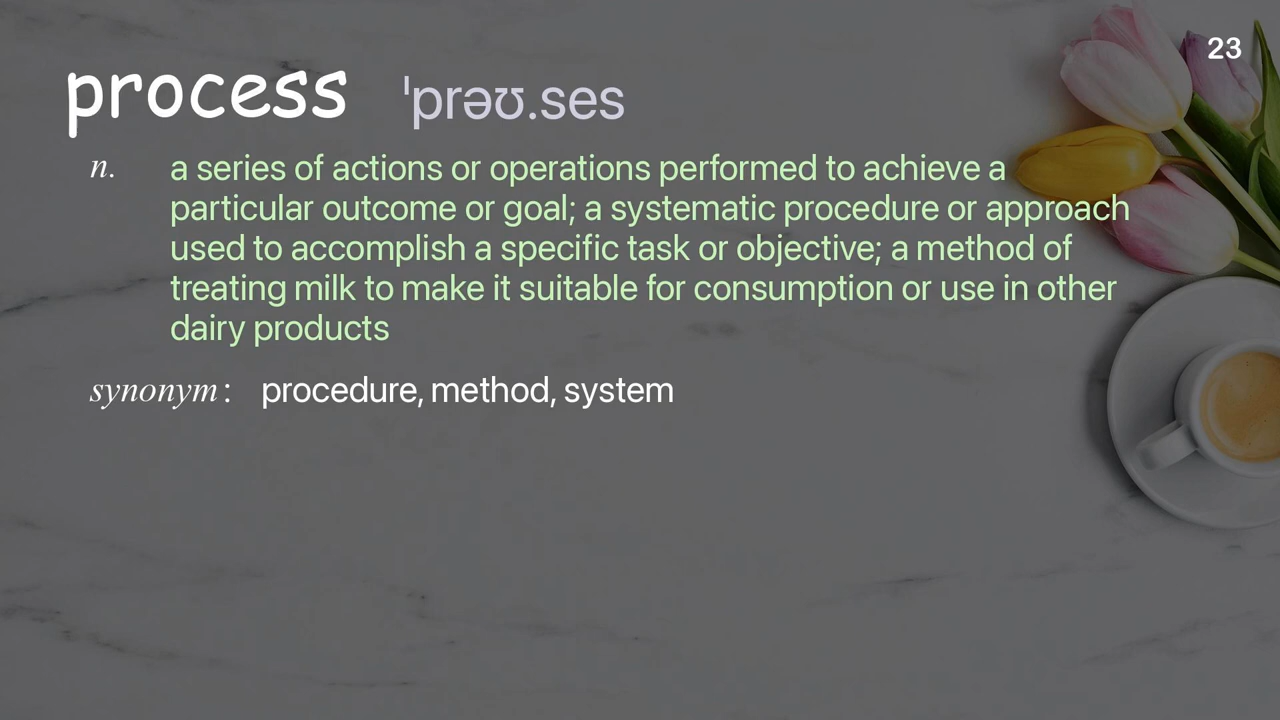 23
process ˈprəʊ.ses
n. a series of actions or operations performed to achieve a
particular outcome or goal; a systematic procedure or approach
used to accomplish a specific task or objective; a method of
treating milk to make it suitable for consumption or use in other
dairy products
synonym: procedure, method, system